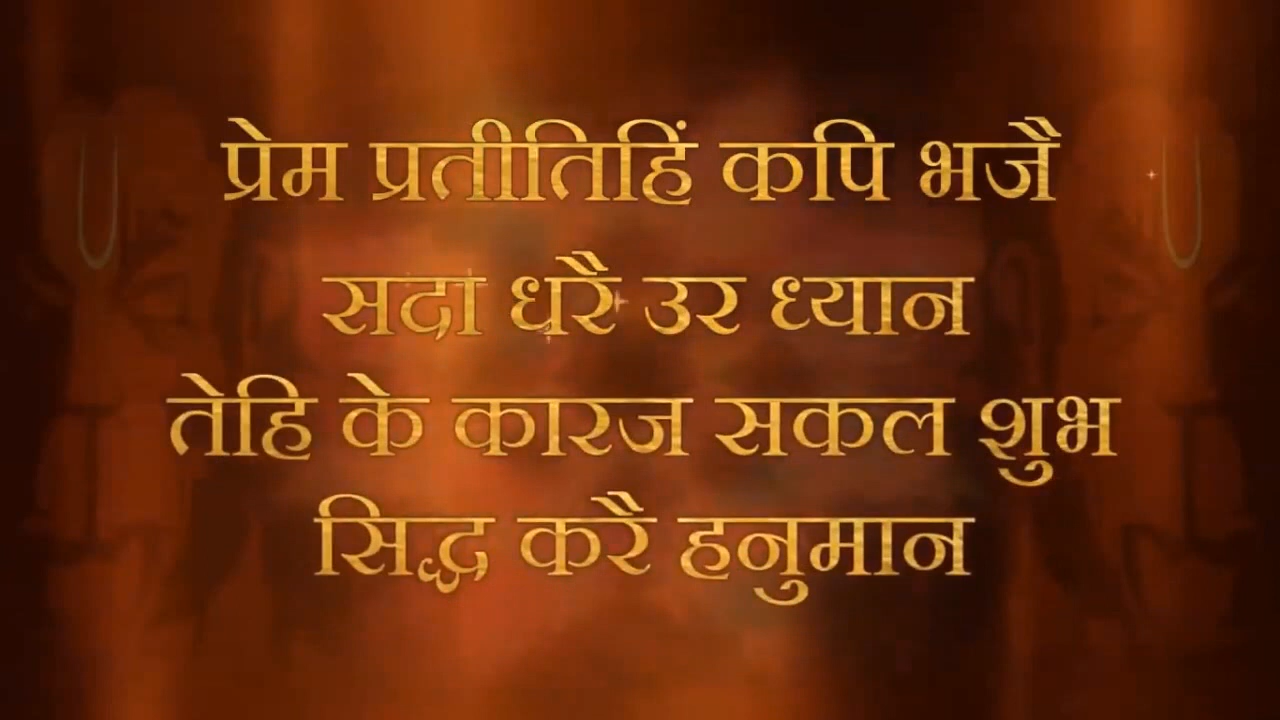 प्रेम प्रतीतिहिं कपि भजै
सदा धरै उर ध्यान
तेहि के कारज सकल शुभ
सिद्ध करै हनुमान